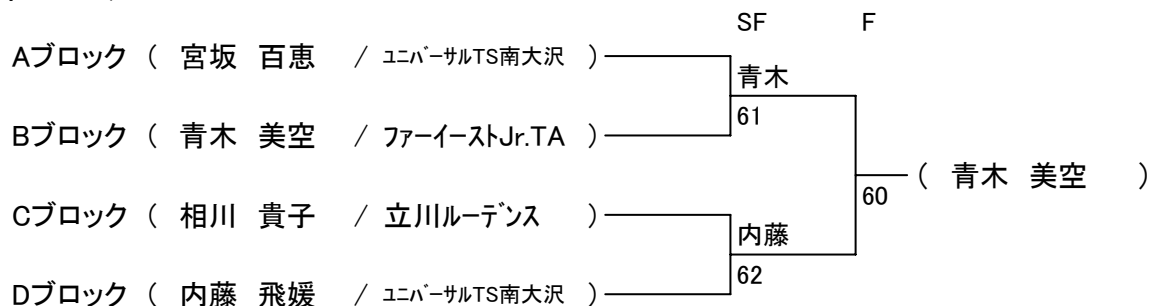 SF F
Aブロック ( 宮坂 百恵 / ユニバーサルTS南大沢 )
青木
61
Bブロック ( 青木 美空 / ファーイーストJr.TA )
( 青木 美空 )
60
Cブロック ( 相川 貴子 / 立川ルーデンス )
内藤
62
Dブロック ( 内藤 飛媛 / ユニバーサルTS南大沢 )